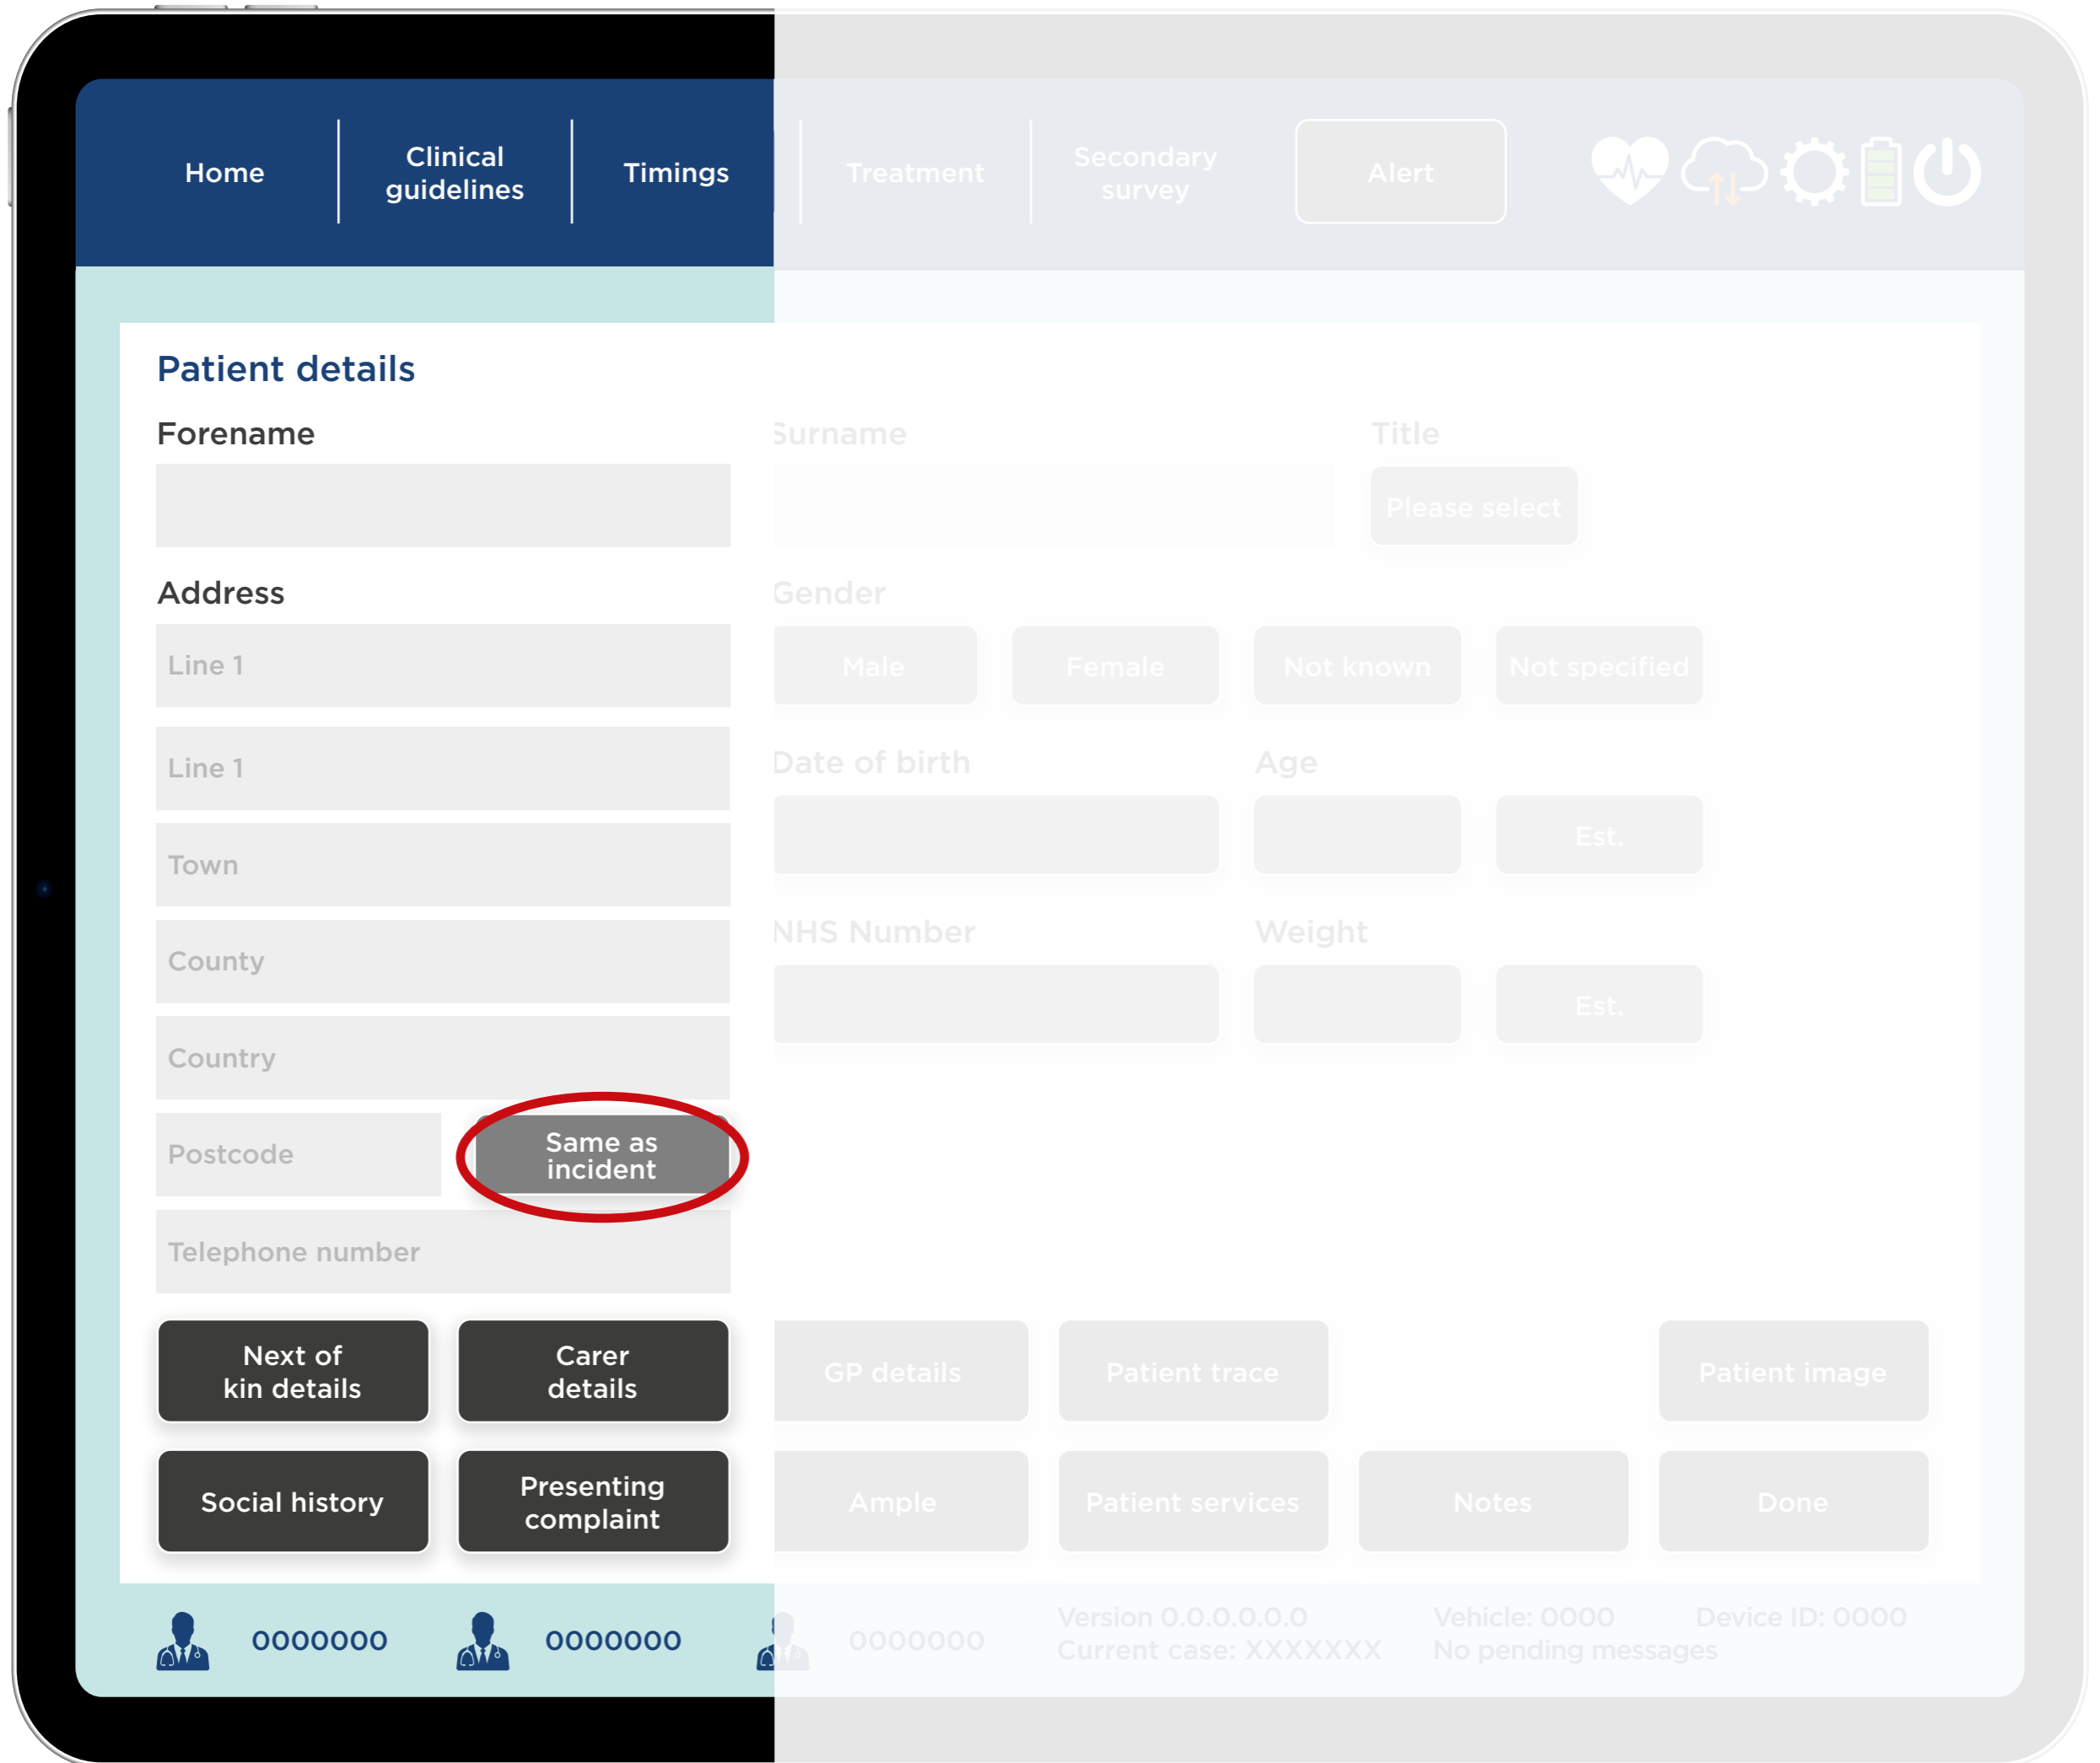 Home
Clinical
guidelines
Timings
Treatment
Secondary
survey
Alert
Patient details
Forename
Surname
Title
Please select
Address
Gender
Line 1
Male
Female
Not known
Not specified
Line 1
Date of birth
Age
Est.
Town
County
NHS Number
Weight
Est.
Country
Postcode
Same as
incident
Telephone number
Next of
kin details
Carer
details
GP details
Patient trace
Patient image
Social history
Presenting
complaint
Ample
Patient services
Notes
Done
0000000
0000000
0000000
Version 0.0.0.0.0.0
Current case: XXXXXXX
Vehicle: 0000
No pending messages
Device ID: 0000